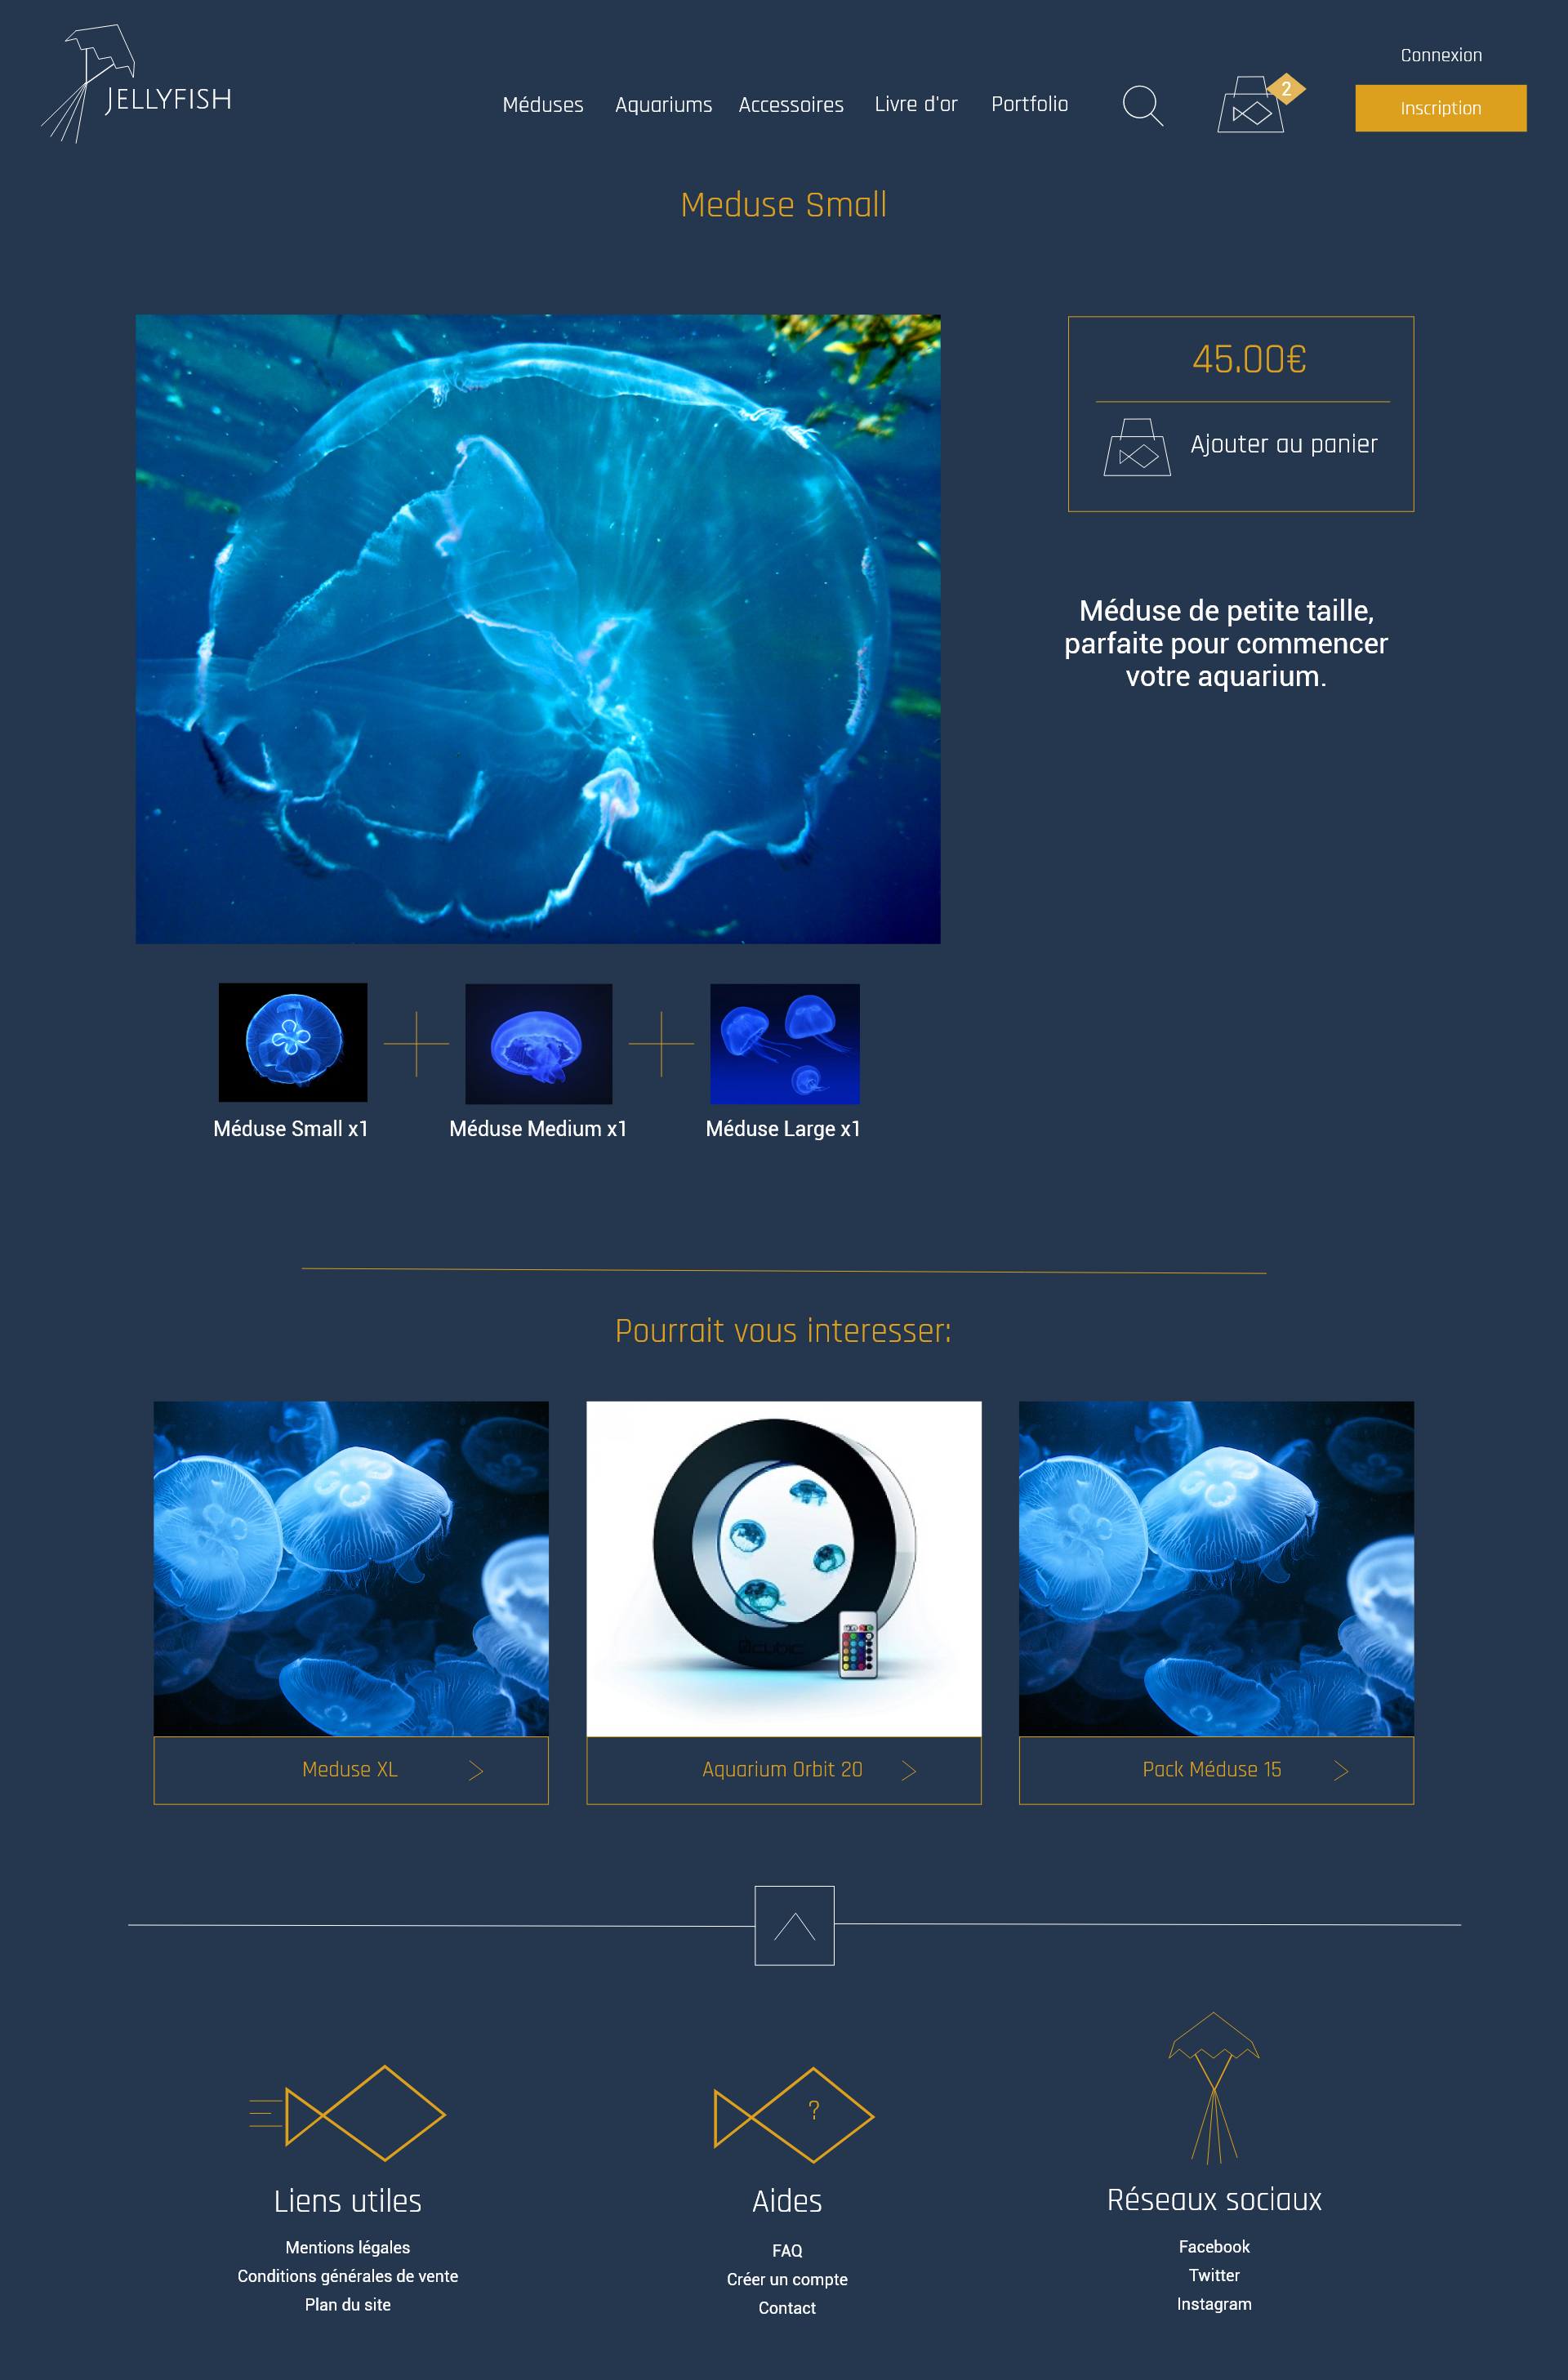 JELLYFISH
Méduses Aquariums Accessoires Livre d'or Portfolio
2
Connexion
Inscription
Meduse Small
45.00€
Ajouter au panier
Méduse de petite taille,
parfaite pour commencer
votre aquarium.
Méduse Small x1
Méduse Medium x1
Méduse Large x1
Pourrait vous interesser:
cubic
Meduse XL >
Aquarium Orbit 20 >
Pack Méduse 15 >
?
Liens utiles
Mentions légales
Conditions générales de vente
Plan du site
Aides
FAQ
Créer un compte
Contact
Réseaux sociaux
Facebook
Twitter
Instagram